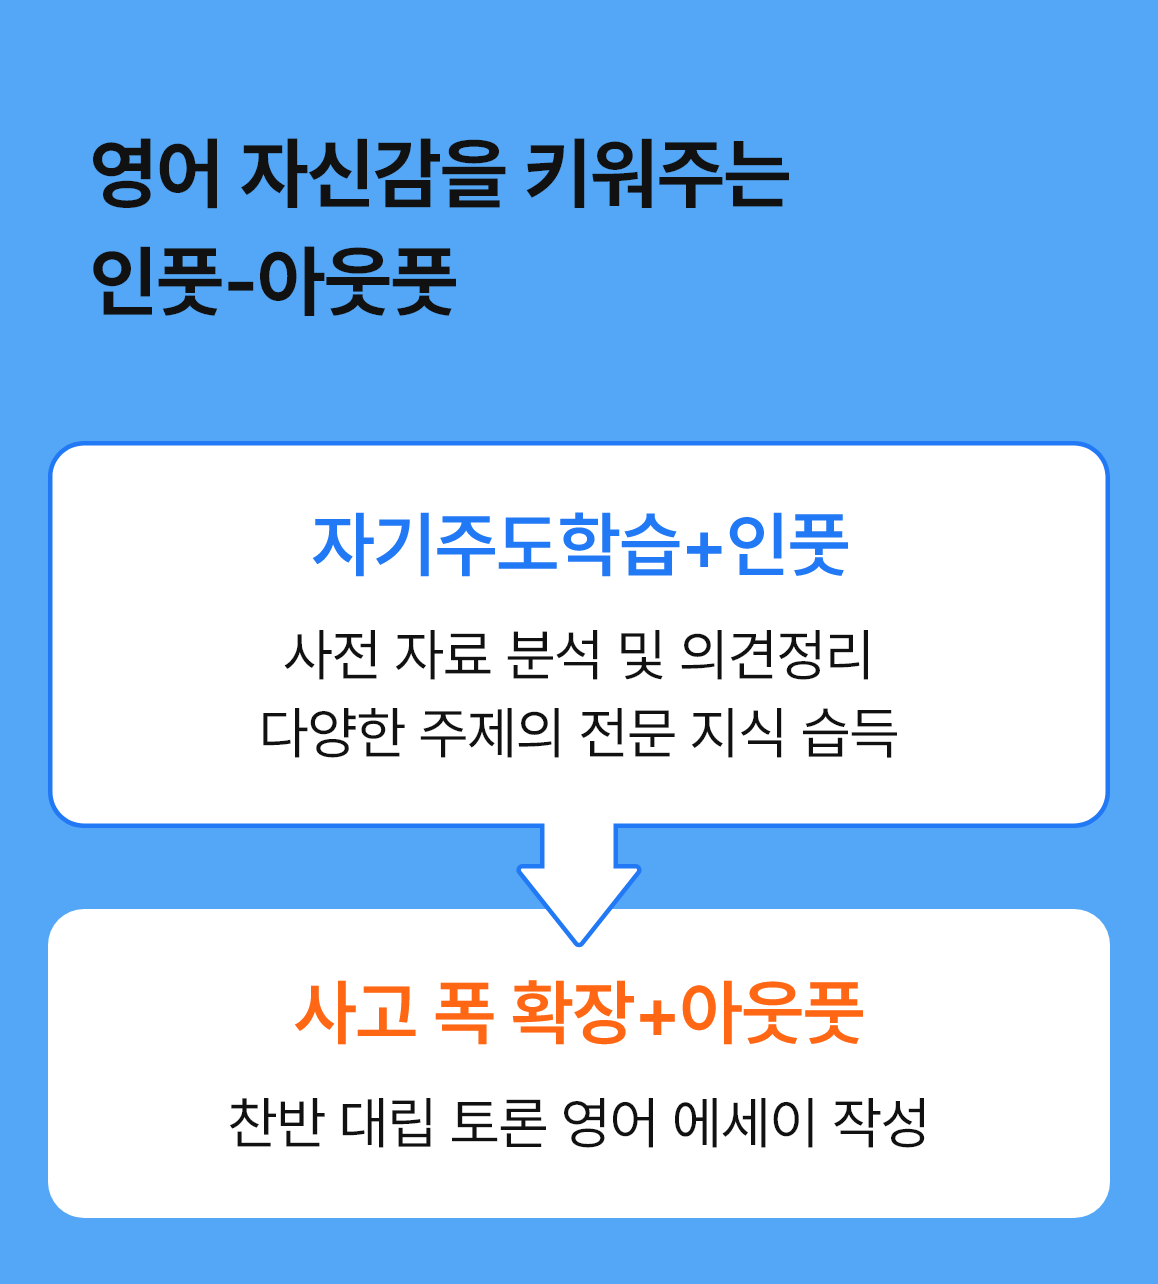 영어 자신감을 키워주는
인풋-아웃풋
자기주도학습+인풋
사전 자료 분석 및 의견정리
다양한 주제의 전문 지식 습득
사고 폭 확장+아웃풋
찬반 대립 토론 영어 에세이 작성